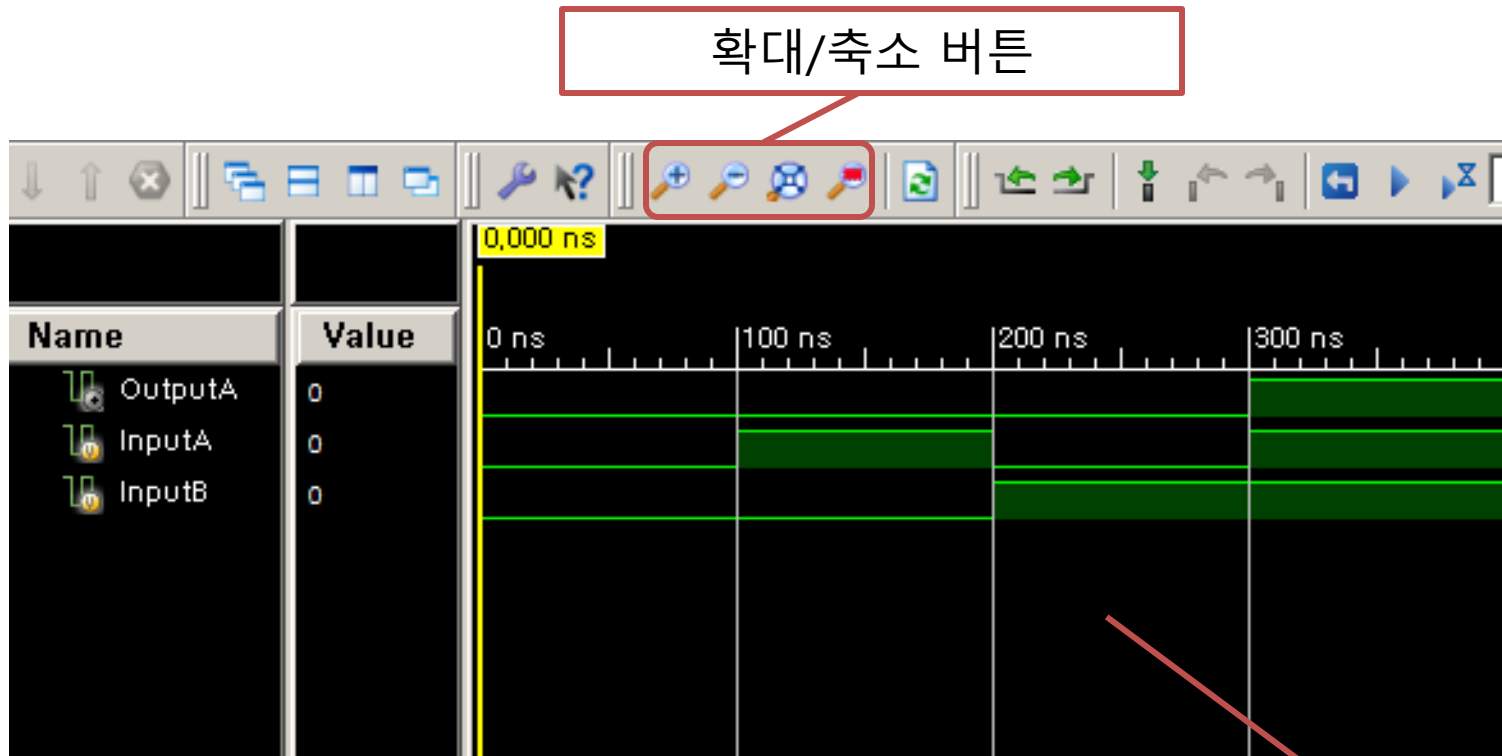 확대/축소 버튼
0,000 ns
Name Value 0 ns 100 ns 200 ns 300 ns
OutputA 0
InputA 0
InputB 0